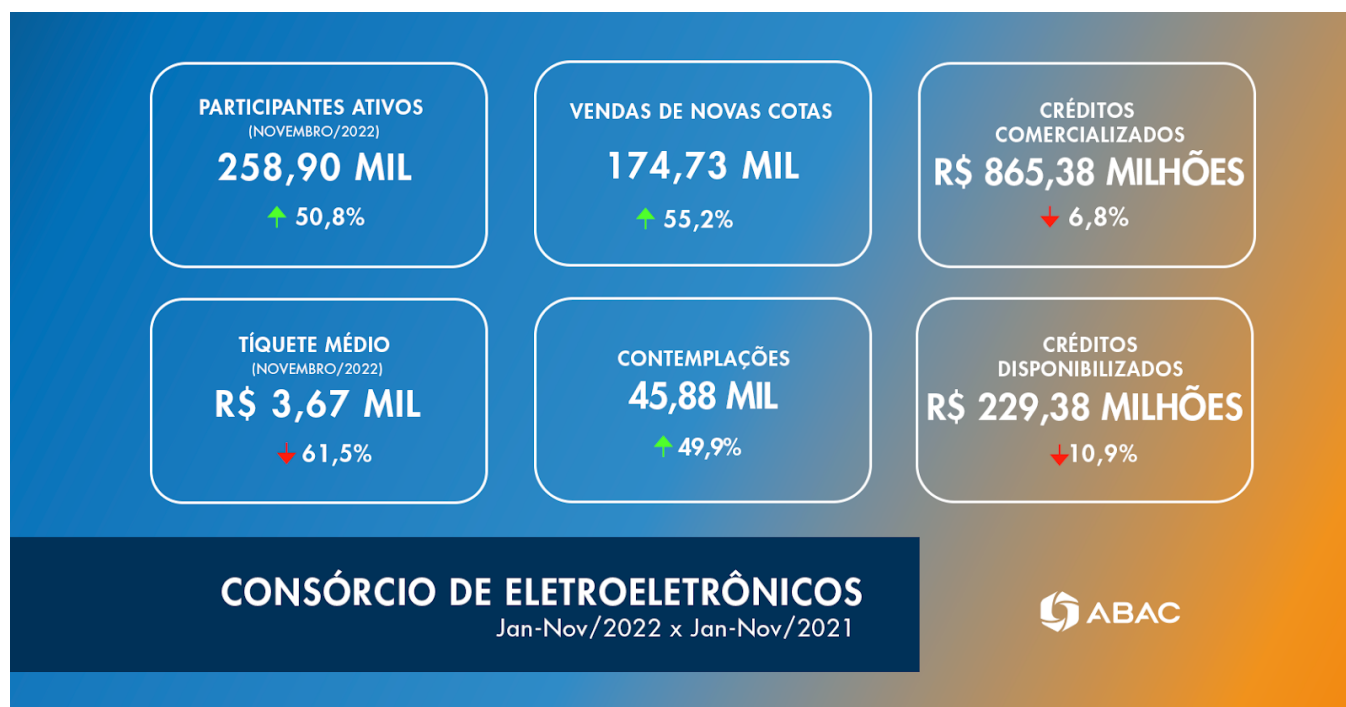 PARTICIPANTES ATIVOS
(NOVEMBRO/2022)
258,90 MIL
50,8%
VENDAS DE NOVAS COTAS
174,73 MIL
55,2%
CRÉDITOS
COMERCIALIZADOS
R$ 865,38 MILHÕES
6,8%
TÍQUETE MÉDIO
(NOVEMBRO/2022)
R$ 3,67 MIL
61,5%
CONTEMPLAÇÕES
45,88 MIL
49,9%
CRÉDITOS
DISPONIBILIZADOS
R$ 229,38 MILHÕES
10,9%
CONSÓRCIO DE ELETROELETRÔNICOS
Jan-Nov/2022 x Jan-Nov/2021
ABAC